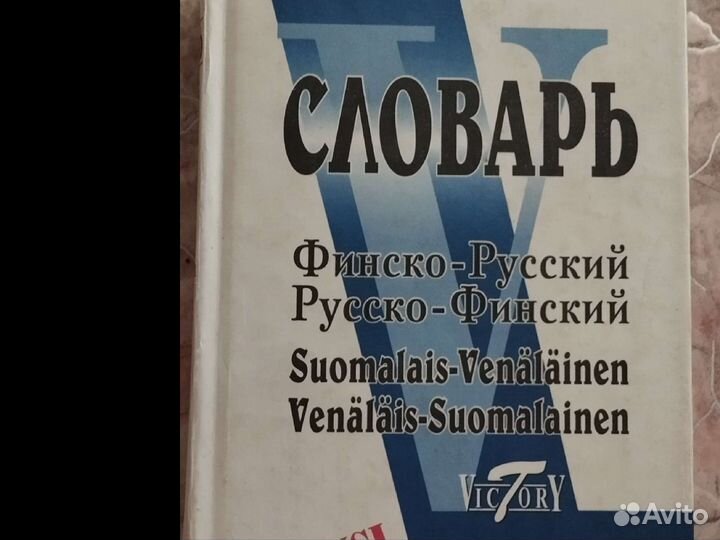 СЛОВАРЬ
Финско-Русский
Русско-Финский
Suomalais-Venäläinen
Venäläis-Suomalainen
VICTORY
Avito